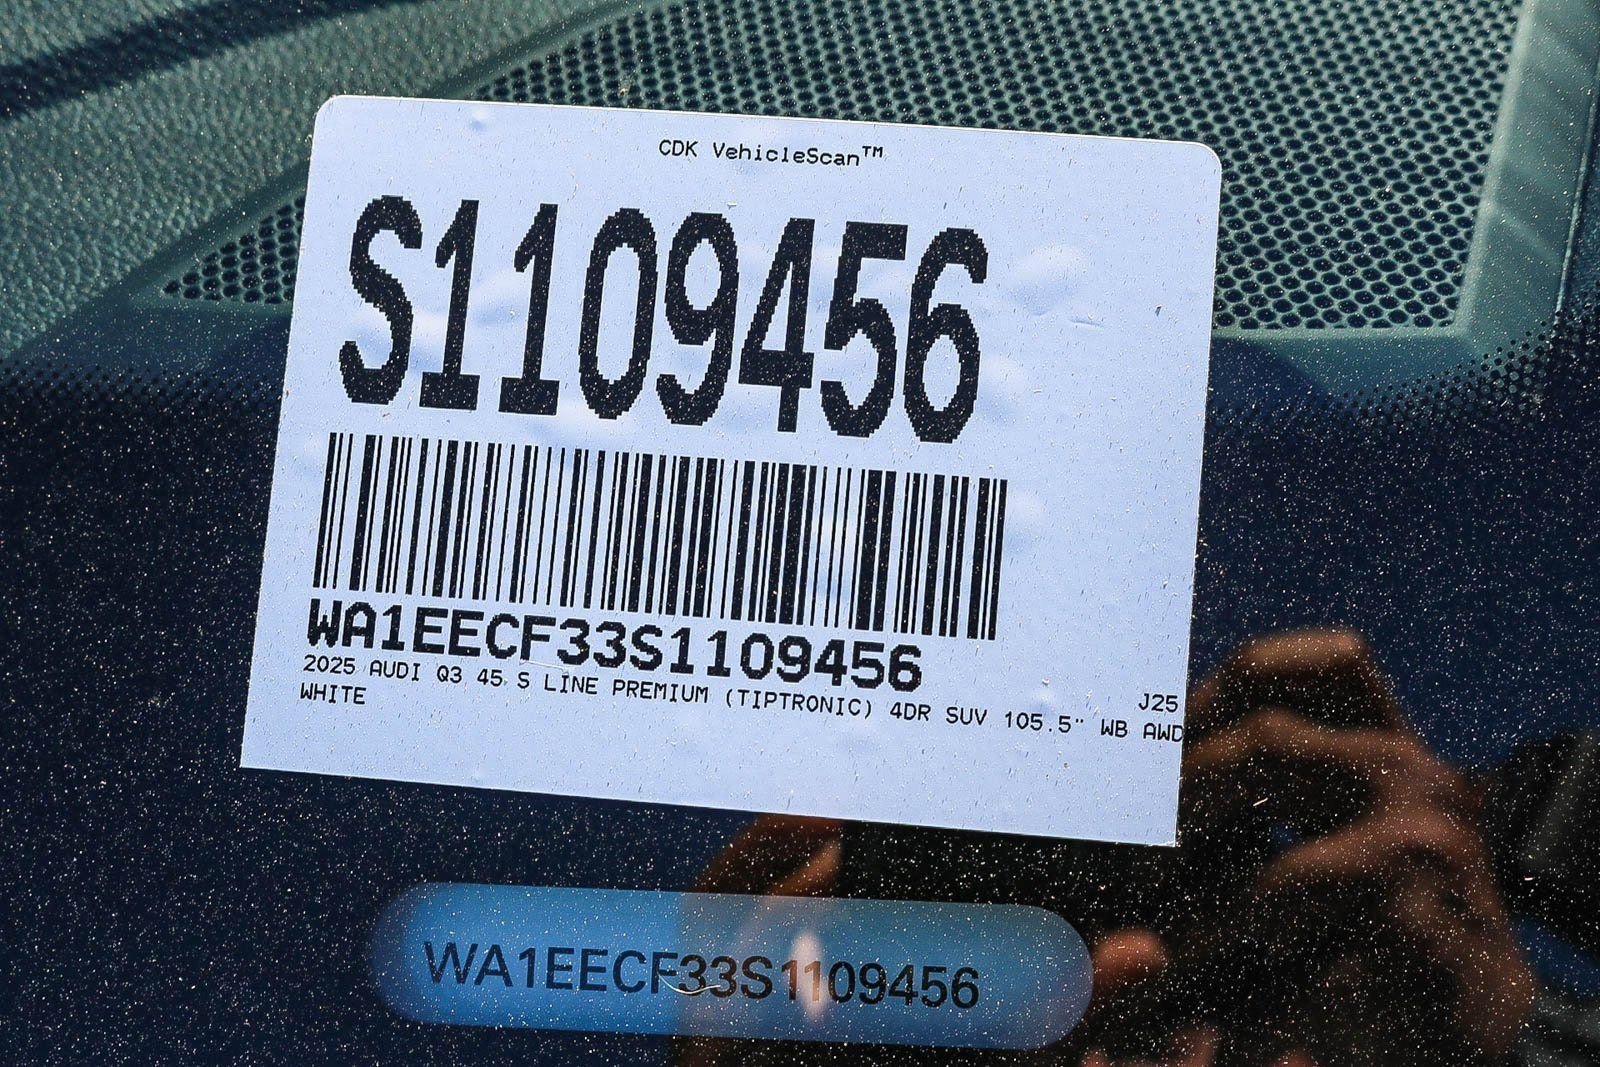 CDK VehicleScan™
S1109456
WA1EECF33S1109456
2025 AUDI Q3 45 S LINE PREMIUM (TIPTRONIC) 4DR SUV 105.5" WB AWD
WHITE
J25
WA1EECF33S1109456